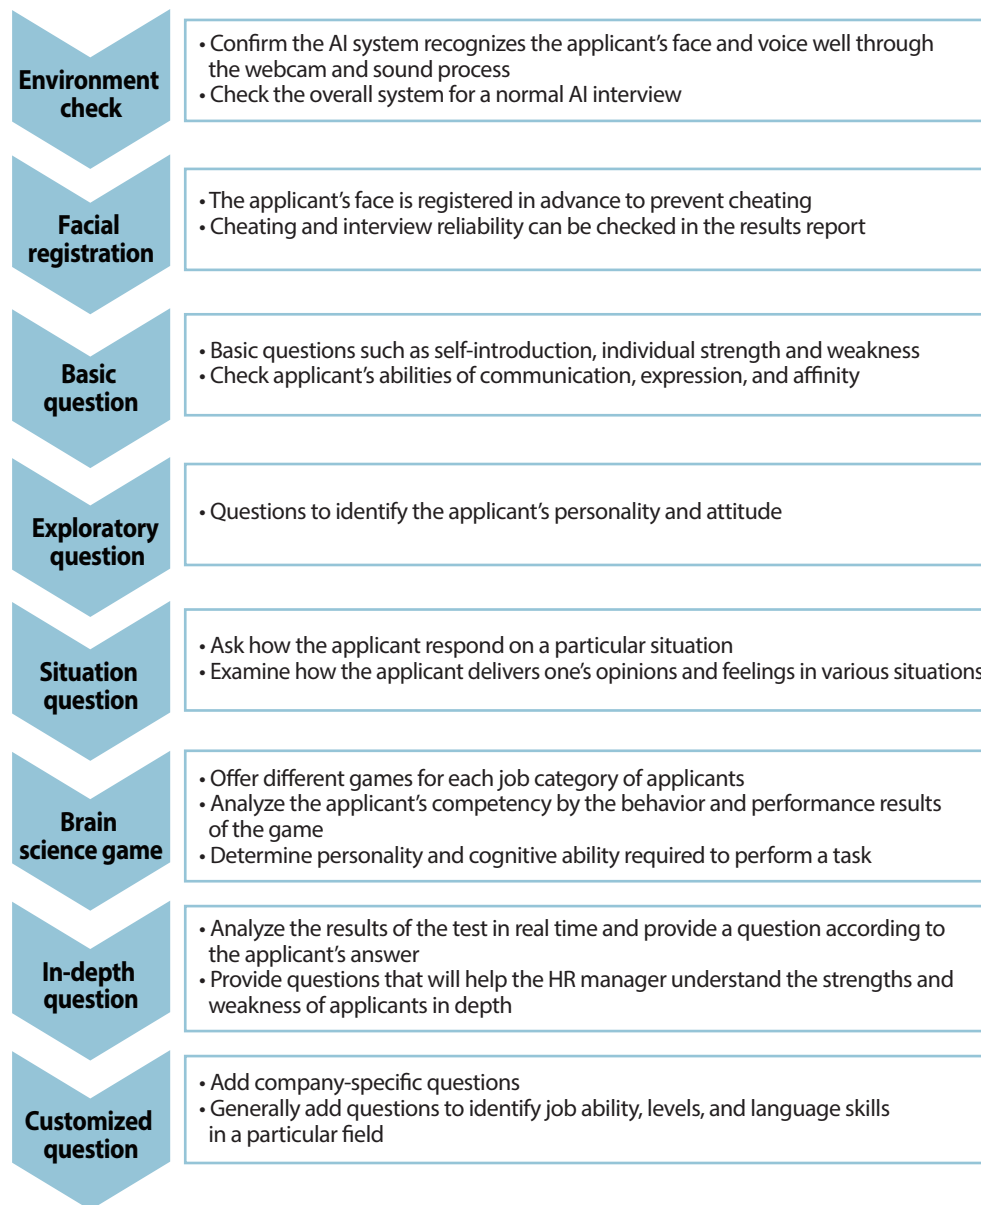 Environment
check
• Confirm the AI system recognizes the applicant's face and voice well through
the webcam and sound process
• Check the overall system for a normal AI interview
Facial
registration
• The applicant's face is registered in advance to prevent cheating
• Cheating and interview reliability can be checked in the results report
Basic
question
• Basic questions such as self-introduction, individual strength and weakness
• Check applicant's abilities of communication, expression, and affinity
Exploratory
question
• Questions to identify the applicant's personality and attitude
Situation
question
• Ask how the applicant respond on a particular situation
• Examine how the applicant delivers one's opinions and feelings in various situations
Brain
science game
• Offer different games for each job category of applicants
• Analyze the applicant's competency by the behavior and performance results
of the game
• Determine personality and cognitive ability required to perform a task
In-depth
question
• Analyze the results of the test in real time and provide a question according to
the applicant's answer
• Provide questions that will help the HR manager understand the strengths and
weakness of applicants in depth
Customized
question
• Add company-specific questions
• Generally add questions to identify job ability, levels, and language skills
in a particular field